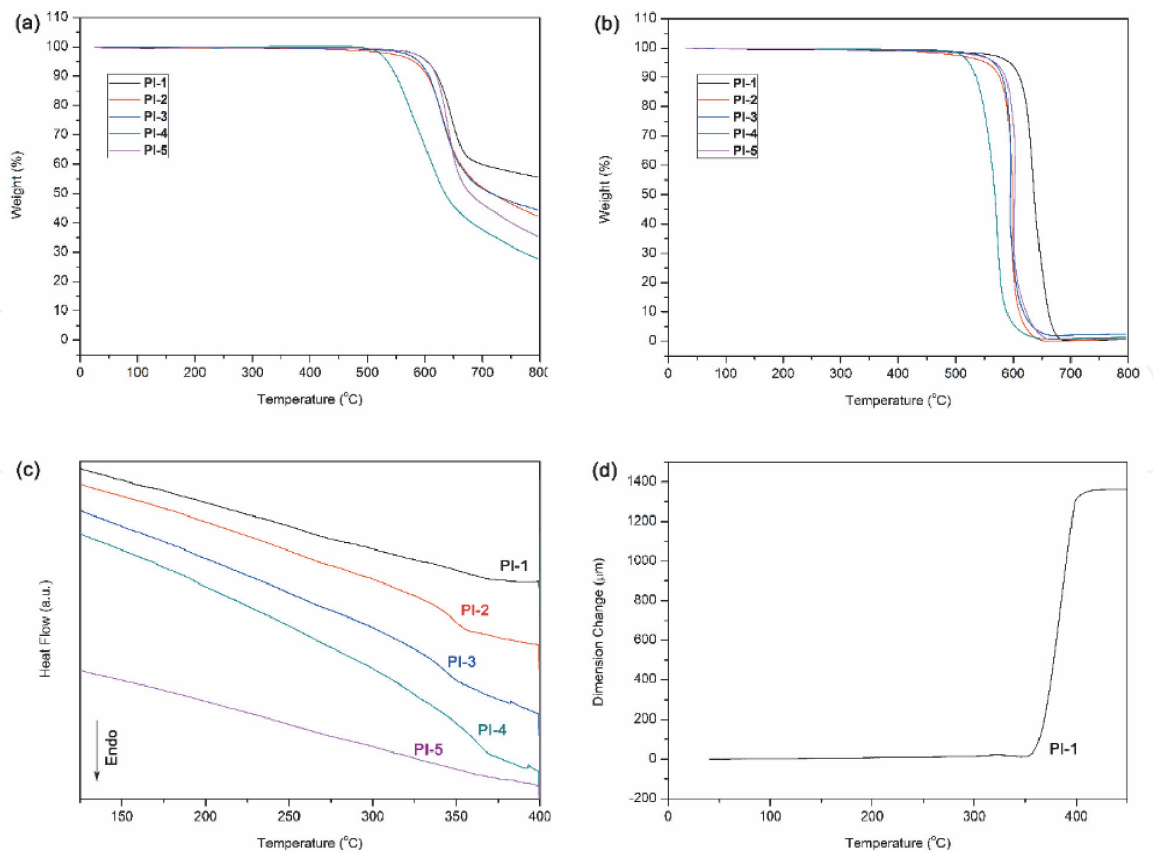 (a)
110
100
90
80
70
60
50
40
30
20
10
0
Weight (%)
PI-1
PI-2
PI-3
PI-4
PI-5
0 100 200 300 400 500 600 700 800
Temperature (°C)
(b)
110
100
90
80
70
60
50
40
30
20
10
0
Weight (%)
PI-1
PI-2
PI-3
PI-4
PI-5
0 100 200 300 400 500 600 700 800
Temperature (°C)
(c)
Heat Flow (a.u.)
PI-1
PI-2
PI-3
PI-4
PI-5
Endo
150 200 250 300 350 400
Temperature (°C)
(d)
1400
1200
1000
800
600
400
200
0
-200
Dimension Change (μm)
PI-1
0 100 200 300 400
Temperature (°C)